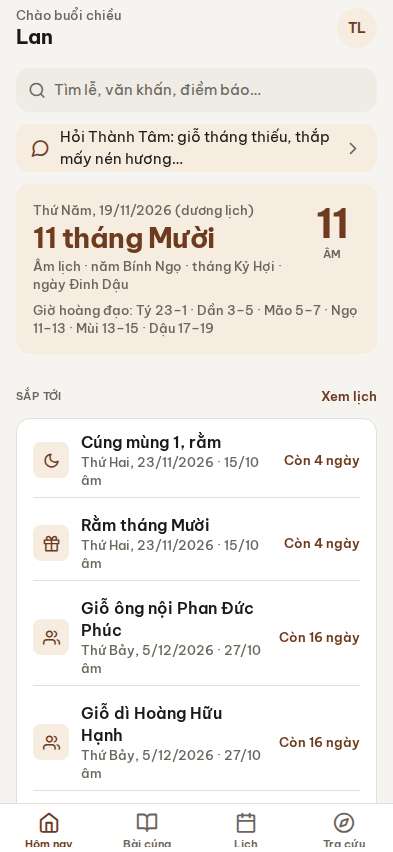 Chào buổi chiều
Lan
TL
Tìm lễ, văn khấn, điềm báo...
Hỏi Thành Tâm: giỗ tháng thiếu, thắp
mấy nén hương...
Thứ Năm, 19/11/2026 (dương lịch)
11 tháng Mười
Âm lịch · năm Bính Ngọ · tháng Kỷ Hợi ·
ngày Đinh Dậu
11
ÂM
Giờ hoàng đạo: Tý 23–1 · Dần 3–5 · Mão 5–7 · Ngọ
11–13 · Mùi 13–15 · Dậu 17–19
SẮP TỚI
Xem lịch
Cúng mùng 1, rằm
Thứ Hai, 23/11/2026 · 15/10
âm
Còn 4 ngày
Rằm tháng Mười
Thứ Hai, 23/11/2026 · 15/10
âm
Còn 4 ngày
Giỗ ông nội Phan Đức
Phúc
Thứ Bảy, 5/12/2026 · 27/10
âm
Còn 16 ngày
Giỗ dì Hoàng Hữu
Hạnh
Thứ Bảy, 5/12/2026 · 27/10
âm
Còn 16 ngày
Hôm nay
Bài cúng
Lịch
Tra cứu